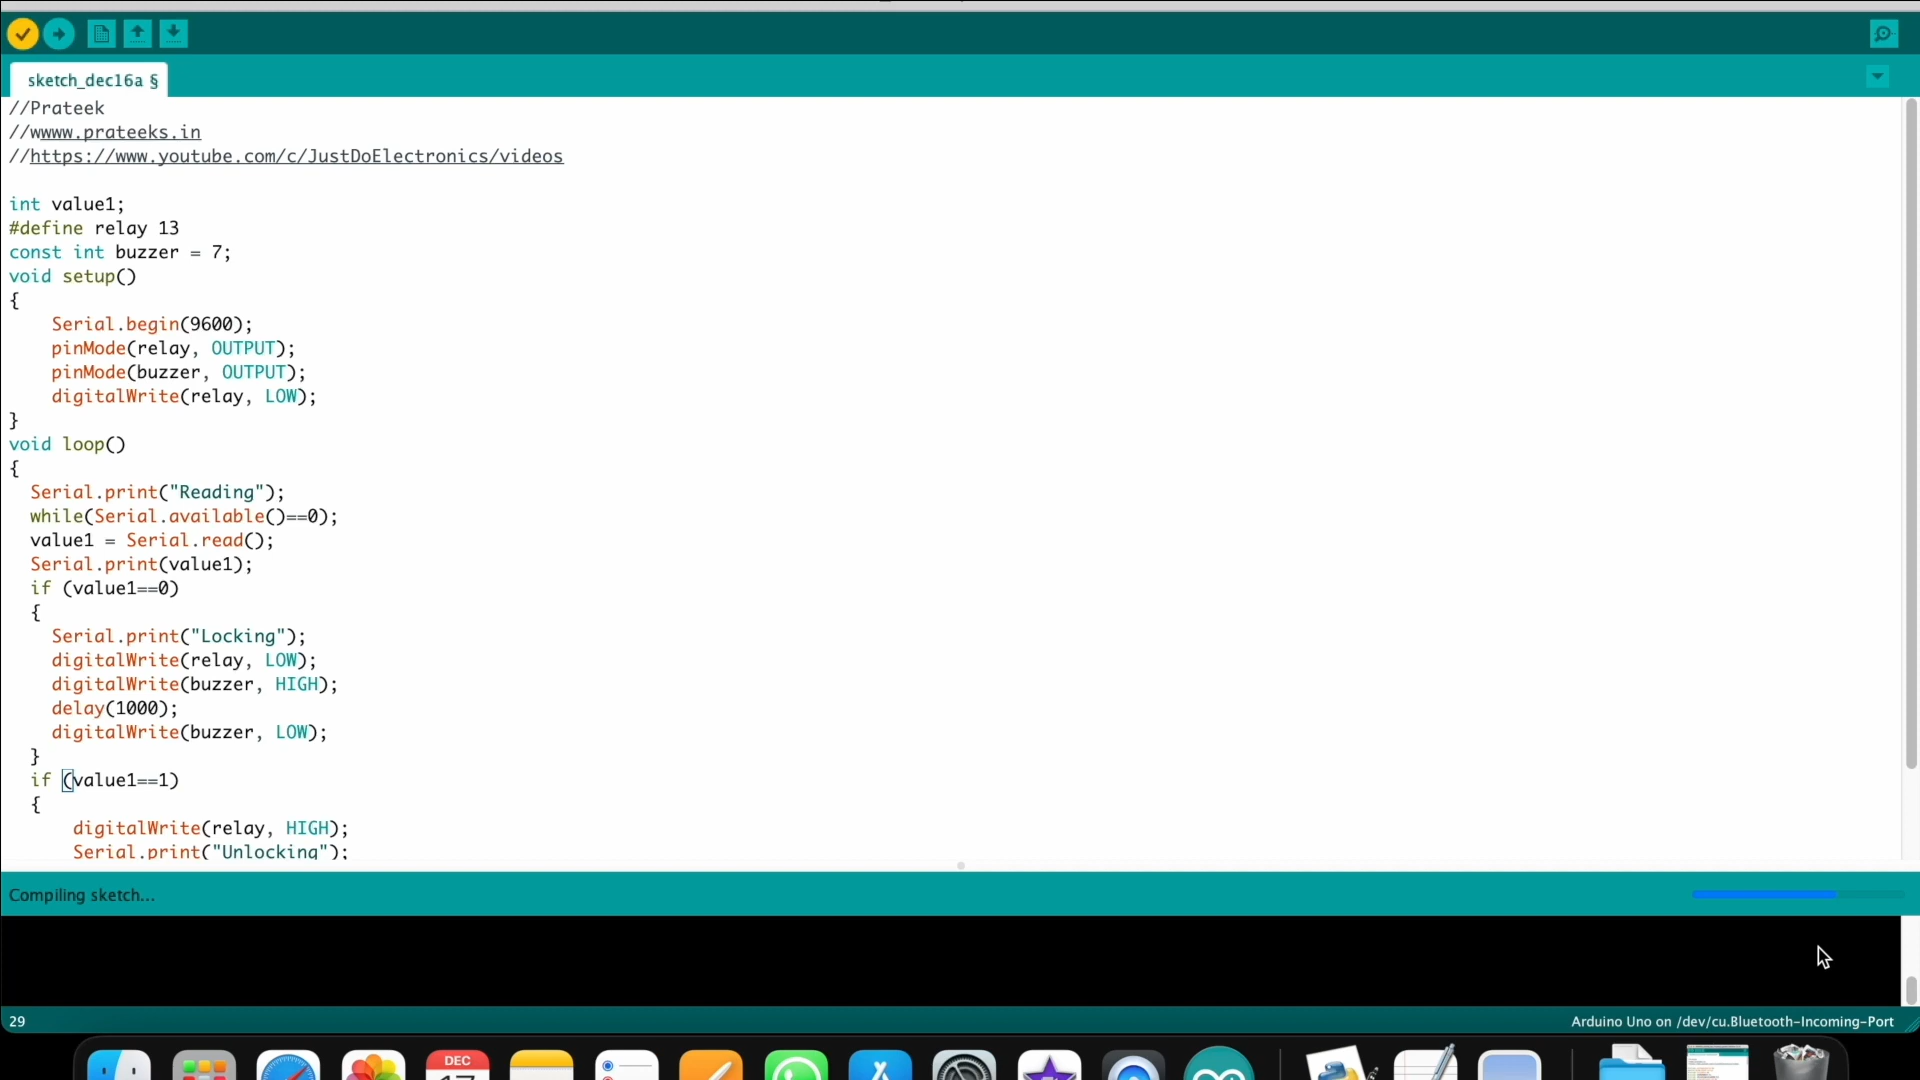 sketch_dec16a §
//Prateek
//wwww.prateeks.in
//https://www.youtube.com/c/JustDoElectronics/videos
int value1;
#define relay 13
const int buzzer = 7;
void setup()
{
Serial.begin(9600);
pinMode(relay, OUTPUT);
pinMode(buzzer, OUTPUT);
digitalWrite(relay, LOW);
}
void loop()
{
Serial.print("Reading");
while(Serial.available()==0);
value1 = Serial.read();
Serial.print(value1);
if (value1==0)
{
Serial.print("Locking");
digitalWrite(relay, LOW);
digitalWrite(buzzer, HIGH);
delay(1000);
digitalWrite(buzzer, LOW);
}
if (value1==1)
{
digitalWrite(relay, HIGH);
Serial.print("Unlocking");
Compiling sketch...
29
Arduino Uno on /dev/cu.Bluetooth-Incoming-Port
DEC